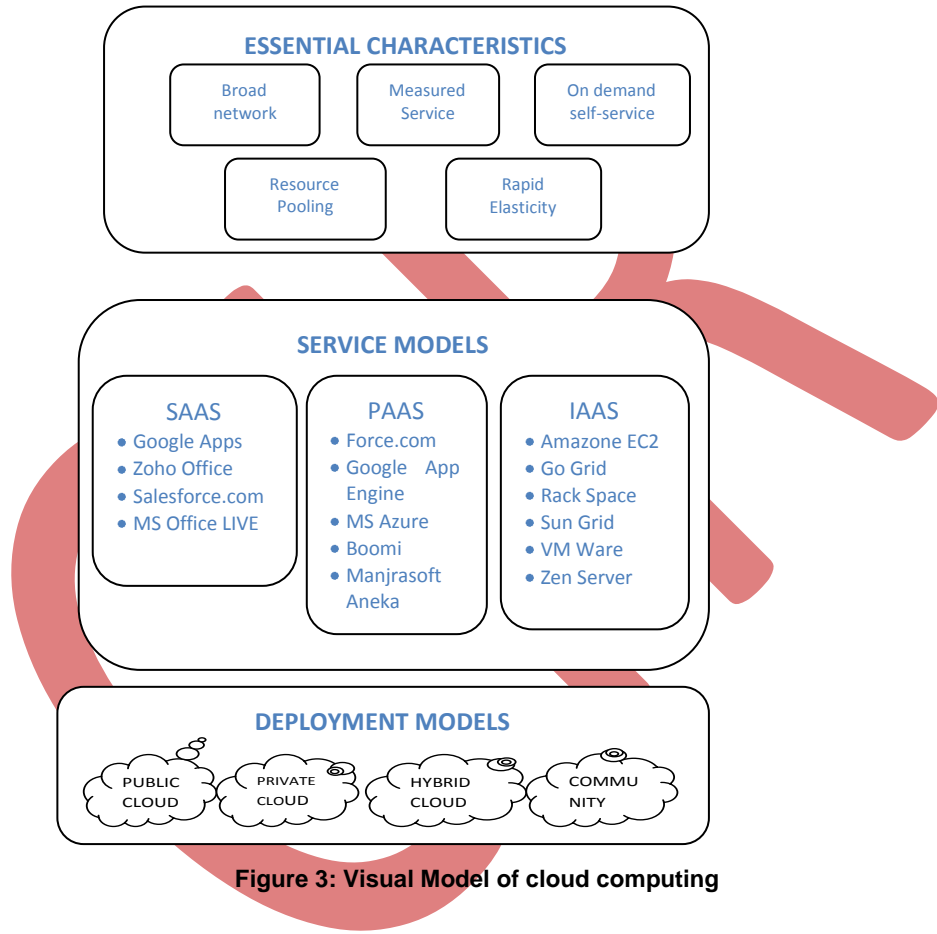 ESSENTIAL CHARACTERISTICS
Broad
network
Measured
Service
On demand
self-service
Resource
Pooling
Rapid
Elasticity
SERVICE MODELS
SAAS
• Google Apps
• Zoho Office
• Salesforce.com
• MS Office LIVE
PAAS
• Force.com
• Google App
Engine
• MS Azure
• Boomi
• Manjrasoft
Aneka
IAAS
• Amazone EC2
• Go Grid
• Rack Space
• Sun Grid
• VM Ware
• Zen Server
DEPLOYMENT MODELS
PUBLIC
CLOUD
PRIVATE
CLOUD
HYBRID
CLOUD
COMMU
NITY
Figure 3: Visual Model of cloud computing